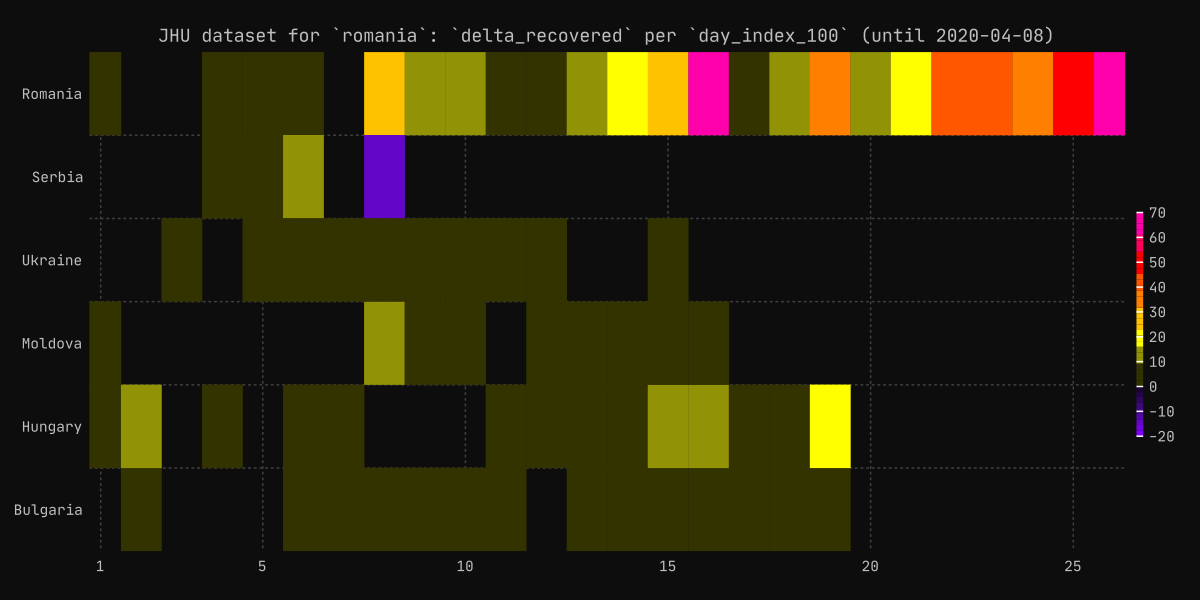 JHU dataset for `romania`: `delta_recovered` per `day_index_100` (until 2020-04-08)
Romania
Serbia
Ukraine
Moldova
Hungary
Bulgaria
70
60
50
40
30
20
10
0
-10
-20
1 5 10 15 20 25